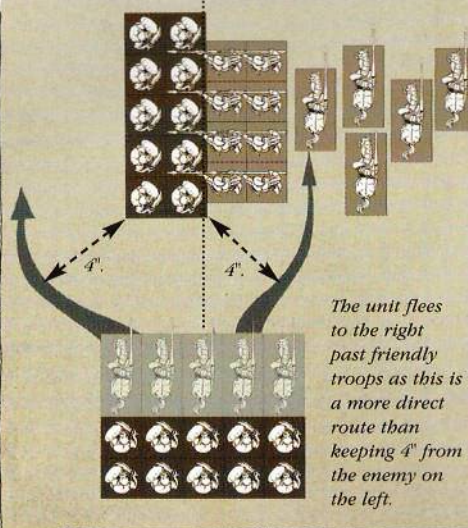 4".
4".
The unit flees
to the right
past friendly
troops as this is
a more direct
route than
keeping 4" from
the enemy on
the left.